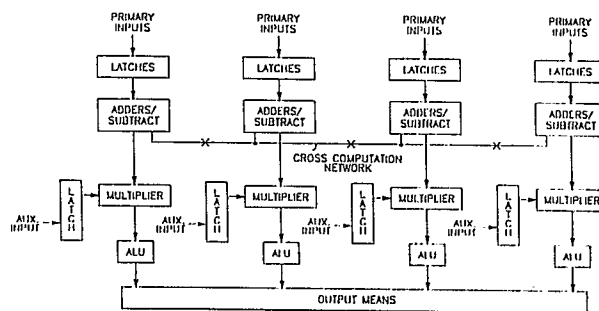 PRIMARY INPUTS PRIMARY INPUTS PRIMARY INPUTS PRIMARY INPUTS
LATCHES LATCHES LATCHES LATCHES
ADDERS/ SUBTRACT ADDERS/ SUBTRACT ADDERS/ SUBTRACT ADDERS/ SUBTRACT
CROSS COMPUTATION NETWORK
LATCH MULTIPLIER LATCH MULTIPLIER LATCH MULTIPLIER LATCH MULTIPLIER
AUX. INPUT AUX. INPUT AUX. INPUT AUX. INPUT
ALU ALU ALU ALU
OUTPUT MEANS